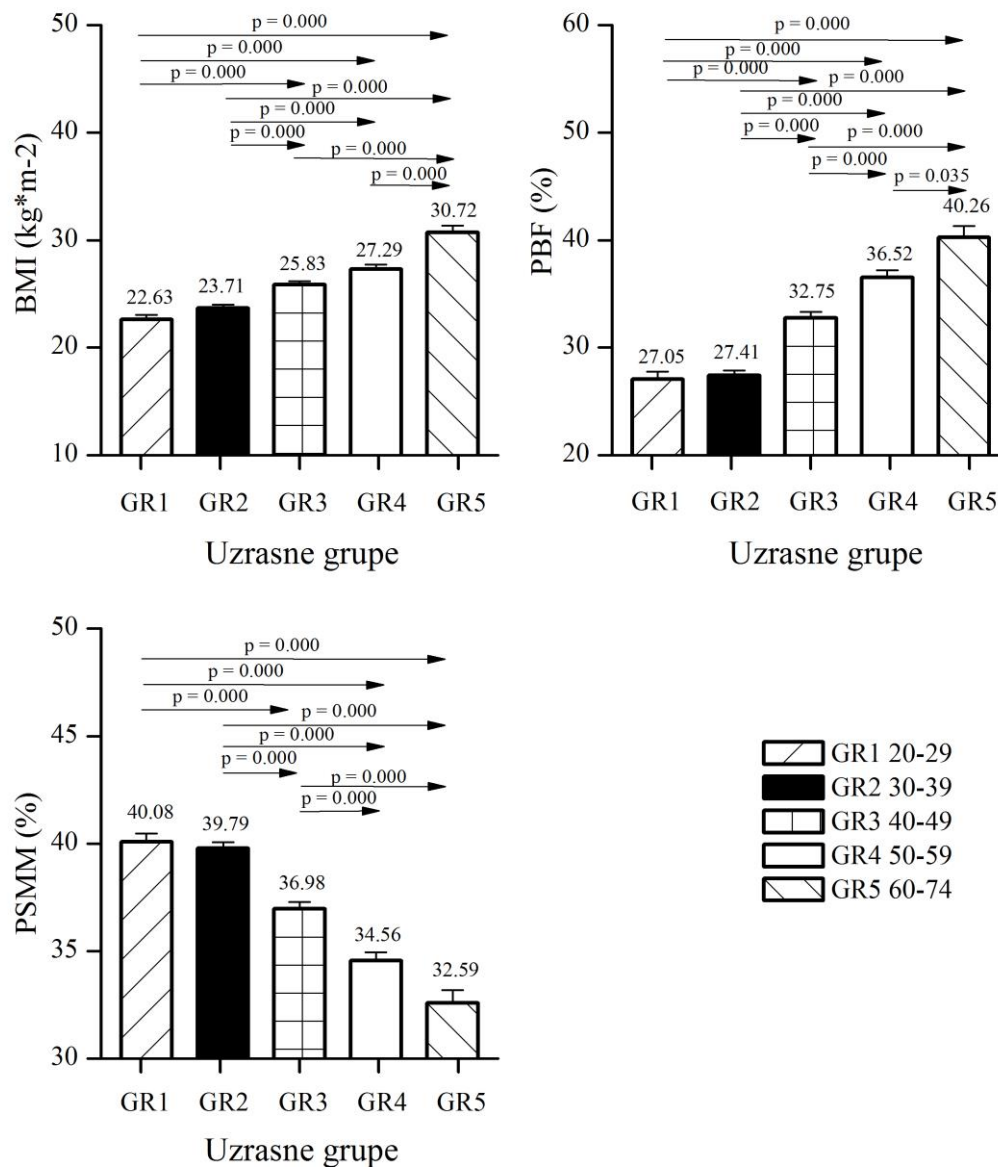 BMI (kg*m-2)
50
40
30
20
10
p = 0.000
p = 0.000
p = 0.000
p = 0.000
p = 0.000
p = 0.000
p = 0.000
p = 0.000
22.63
23.71
25.83
27.29
30.72
GR1 GR2 GR3 GR4 GR5
Uzrasne grupe
PBF (%)
60
50
40
30
20
p = 0.000
p = 0.000
p = 0.000
p = 0.000
p = 0.000
p = 0.000
p = 0.000
p = 0.000
p = 0.035
27.05
27.41
32.75
36.52
40.26
GR1 GR2 GR3 GR4 GR5
Uzrasne grupe
PSMM (%)
50
45
40
35
30
p = 0.000
p = 0.000
p = 0.000
p = 0.000
p = 0.000
p = 0.000
p = 0.000
p = 0.000
40.08
39.79
36.98
34.56
32.59
GR1 GR2 GR3 GR4 GR5
Uzrasne grupe
GR1 20-29
GR2 30-39
GR3 40-49
GR4 50-59
GR5 60-74